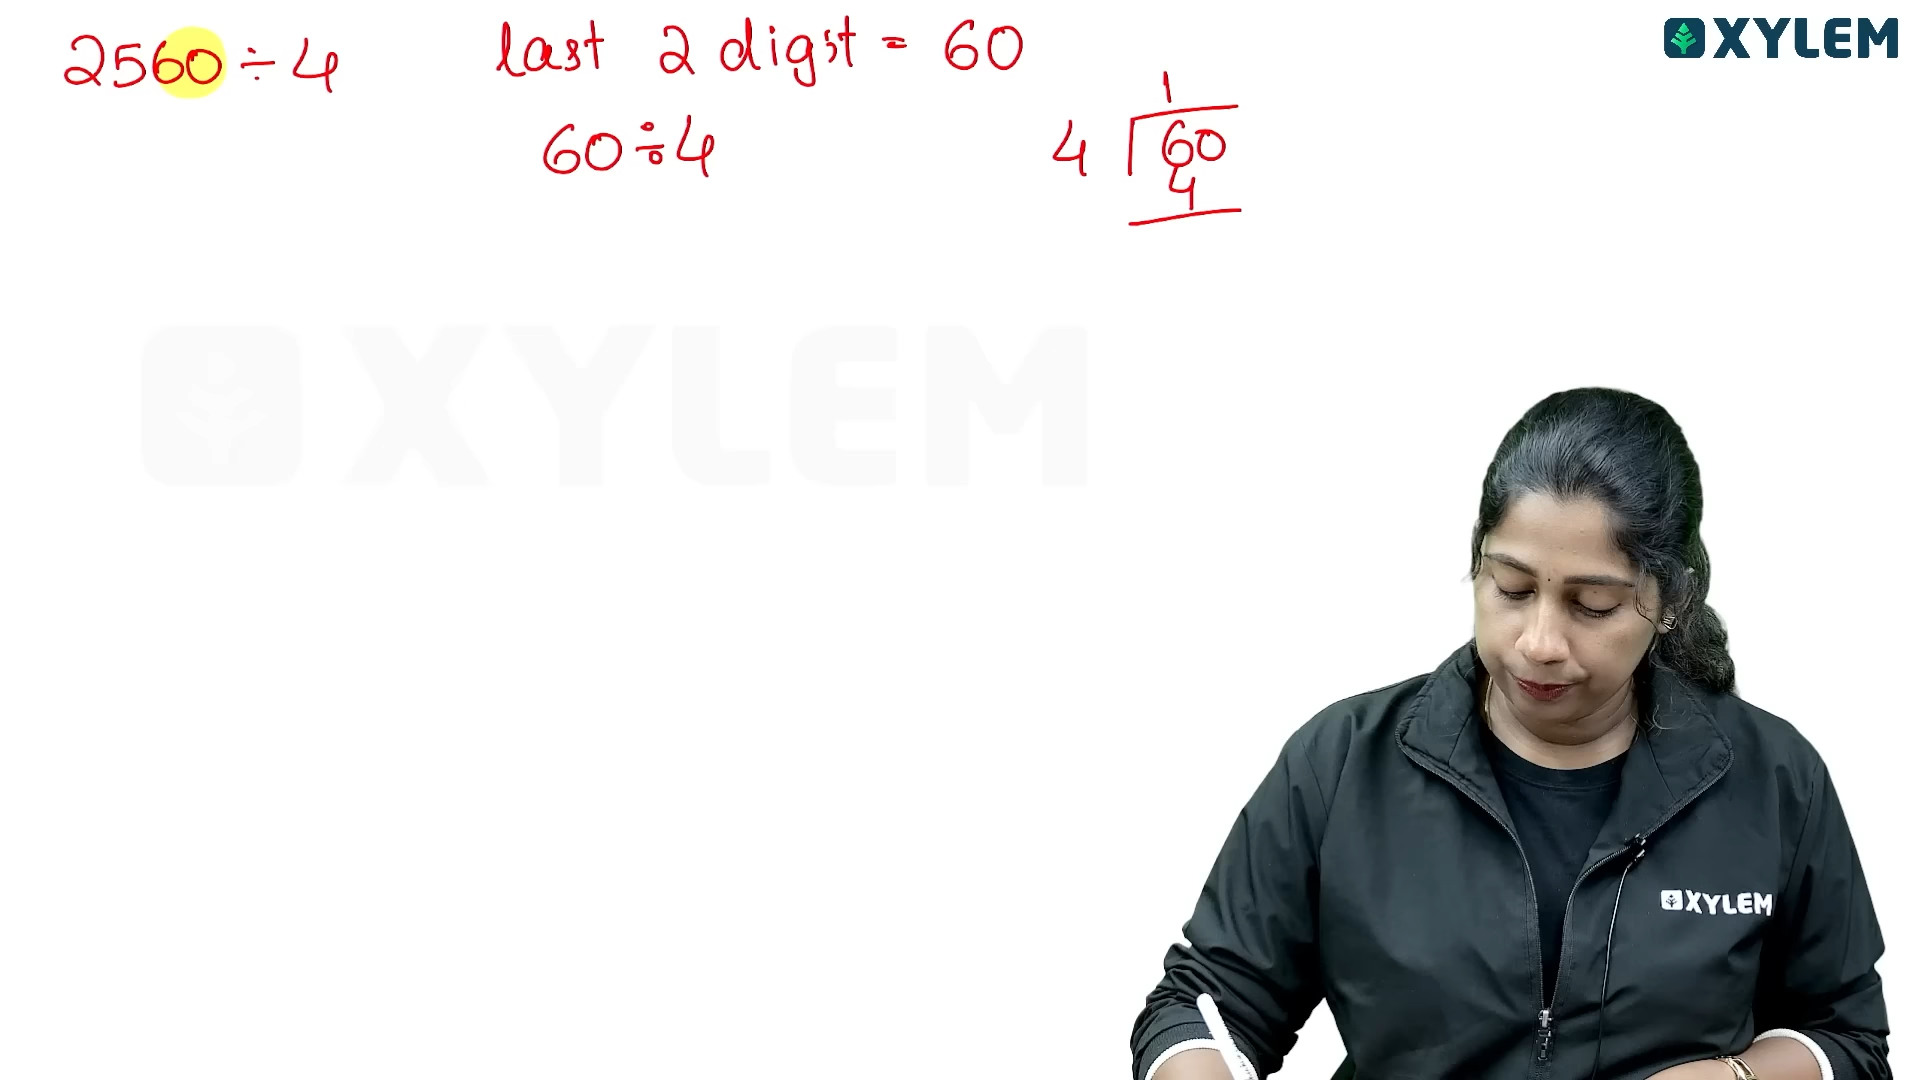 2560 ÷ 4 last 2 digit = 60
60 ÷ 4
1
4 60
4
XYLEM
XYLEM
XYLEM